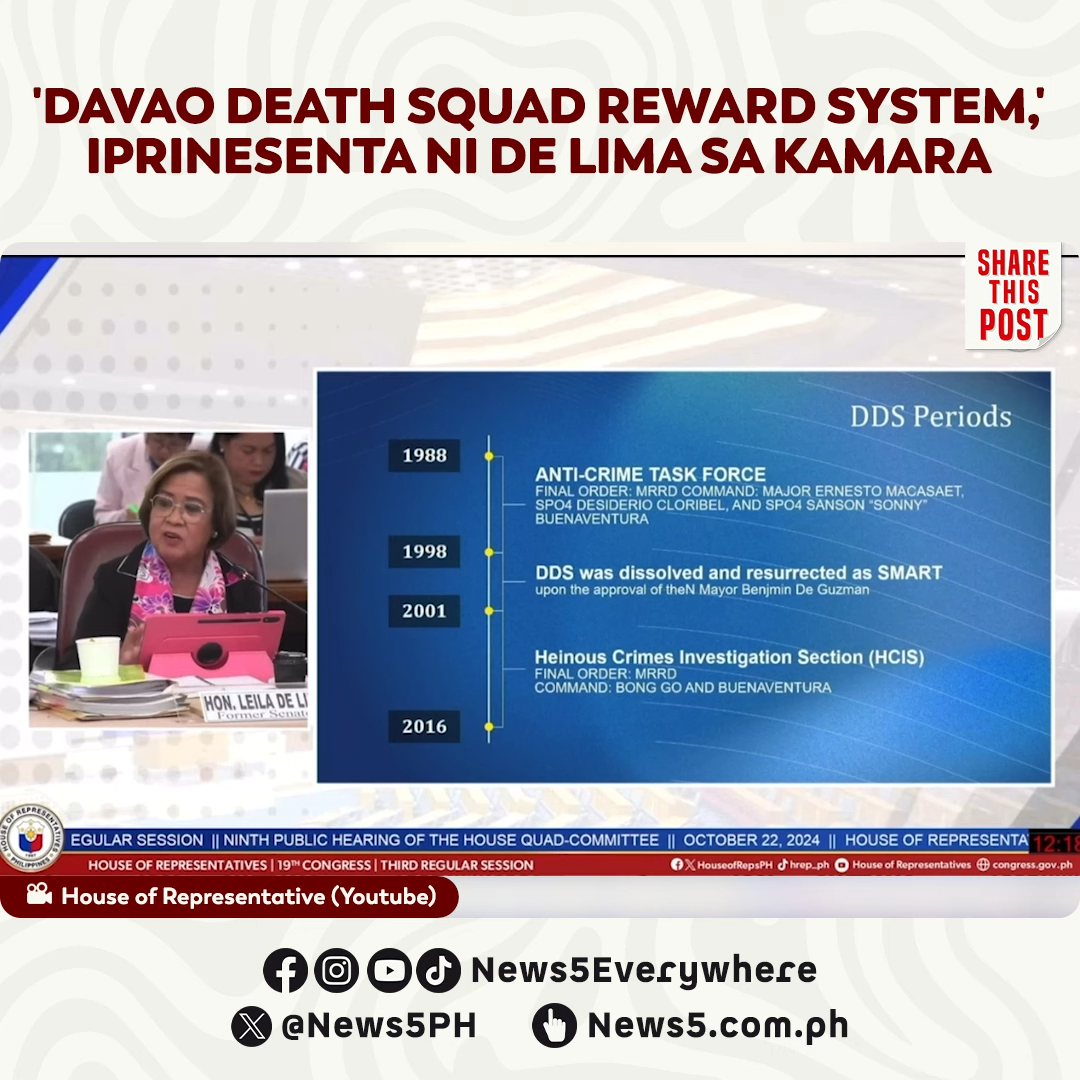 'DAVAO DEATH SQUAD REWARD SYSTEM,'
IPRINESENTA NI DE LIMA SA KAMARA
SHARE
THIS
POST
DDS Periods
1988
ANTI-CRIME TASK FORCE
FINAL ORDER: MRRD COMMAND: MAJOR ERNESTO MACASAET,
SPO4 DESIDERIO CLORIBEL, AND SPO4 SANSON "SONNY"
BUENAVENTURA
1998
DDS was dissolved and resurrected as SMART
upon the approval of theN Mayor Benjmin De Guzman
2001
Heinous Crimes Investigation Section (HCIS)
FINAL ORDER: MRRD
COMMAND: BONG GO AND BUENAVENTURA
2016
HON. LEILA DE LI
Former Senat
HOUSE OF REPRESENTATIVES
PHILIPPINES
EGULAR SESSION || NINTH PUBLIC HEARING OF THE HOUSE QUAD-COMMITTEE || OCTOBER 22, 2024 || HOUSE OF REPRESENTA
12:18
HOUSE OF REPRESENTATIVES | 19TH CONGRESS | THIRD REGULAR SESSION
HouseofRepsPH hrep_ph House of Representatives congress.gov.ph
House of Representative (Youtube)
News5Everywhere
@News5PH News5.com.ph